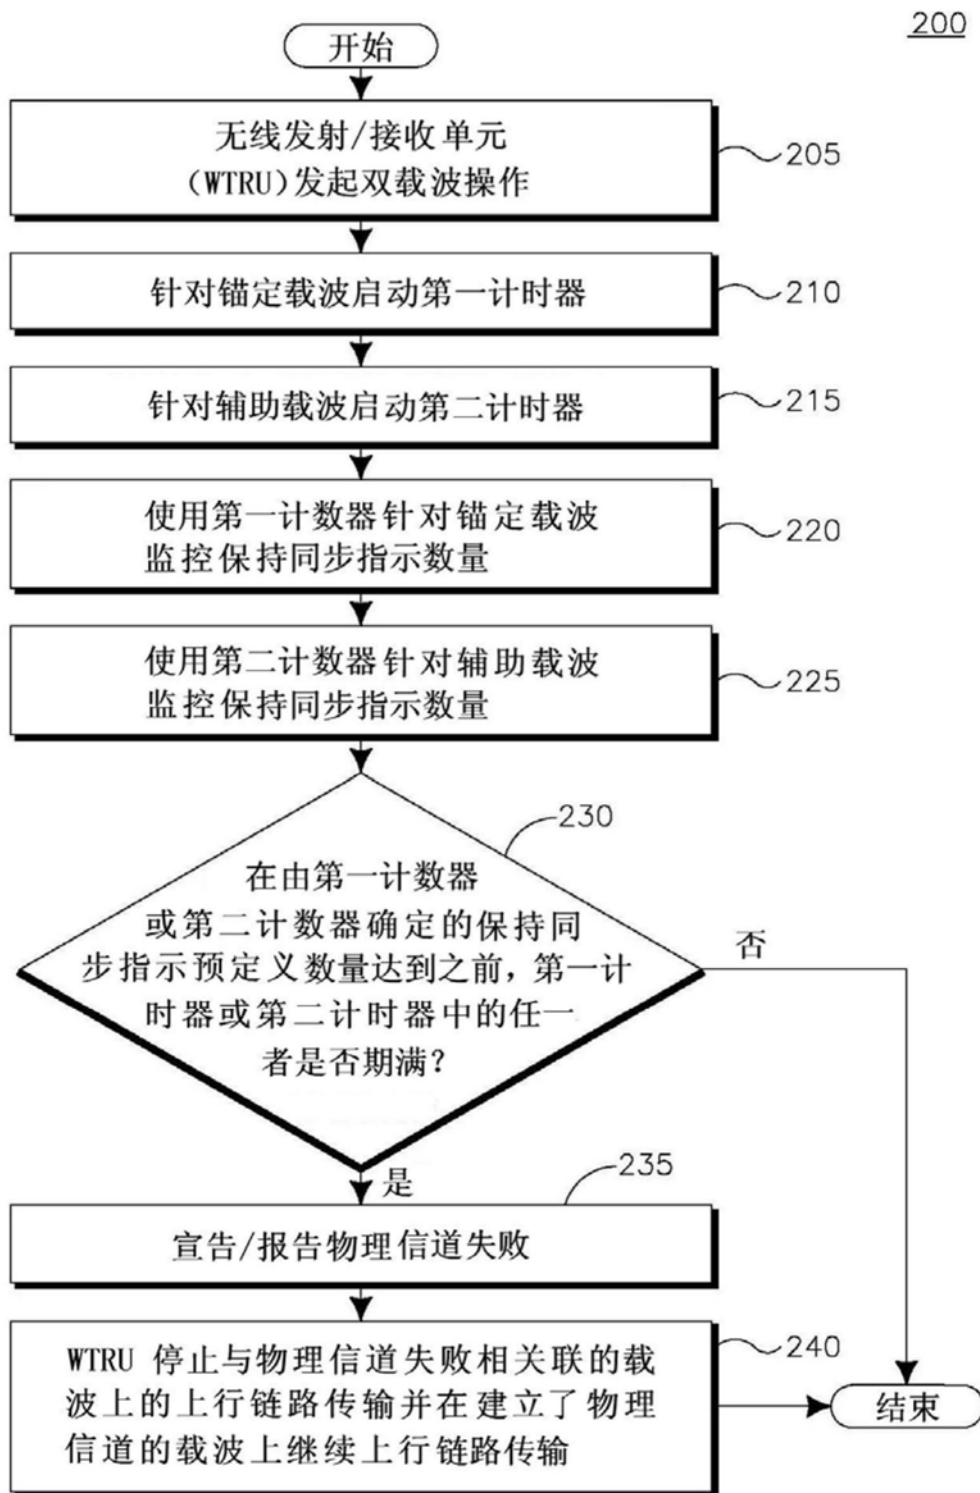 200
开始
无线发射/接收单元
(WTRU)发起双载波操作
205
针对锚定载波启动第一计时器
210
针对辅助载波启动第二计时器
215
使用第一计数器针对锚定载波
监控保持同步指示数量
220
使用第二计数器针对辅助载波
监控保持同步指示数量
225
230
在由第一计数器
或第二计数器确定的保持同
步指示预定义数量达到之前，第一计
时器或第二计时器中的任一
者是否期满？
否
是
235
宣告/报告物理信道失败
WTRU 停止与物理信道失败相关联的载
波上的上行链路传输并在建立了物理
信道的载波上继续上行链路传输
240
结束